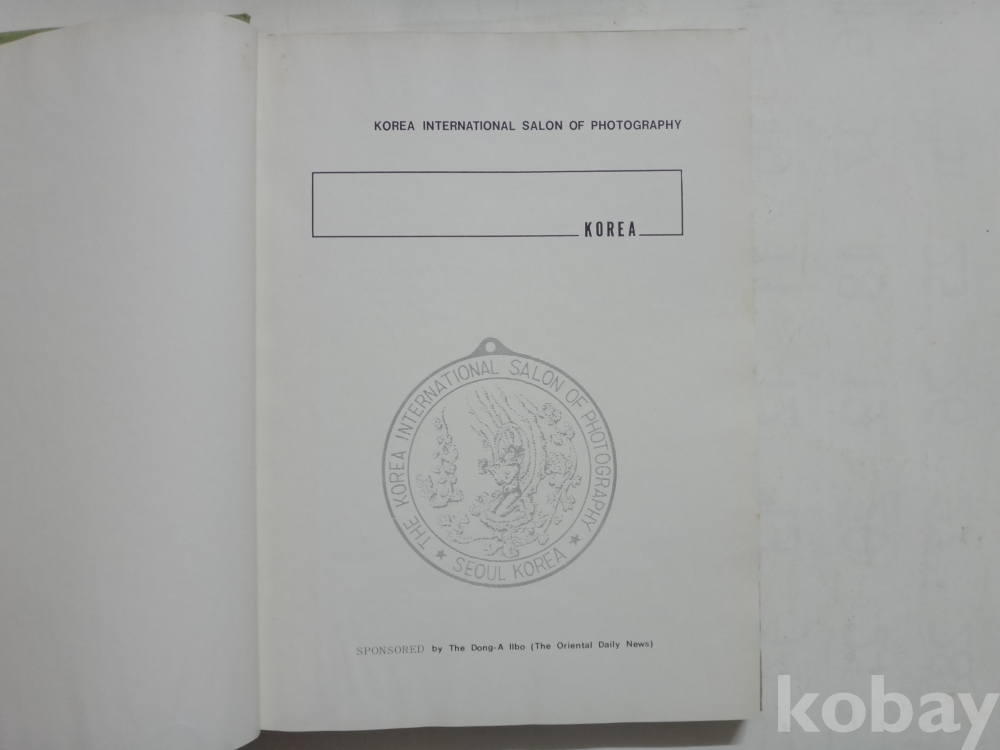 KOREA INTERNATIONAL SALON OF PHOTOGRAPHY
KOREA
THE KOREA INTERNATIONAL SALON OF PHOTOGRAPHY
★ SEOUL KOREA ★
SPONSORED by The Dong-A Ilbo (The Oriental Daily News)
kobay